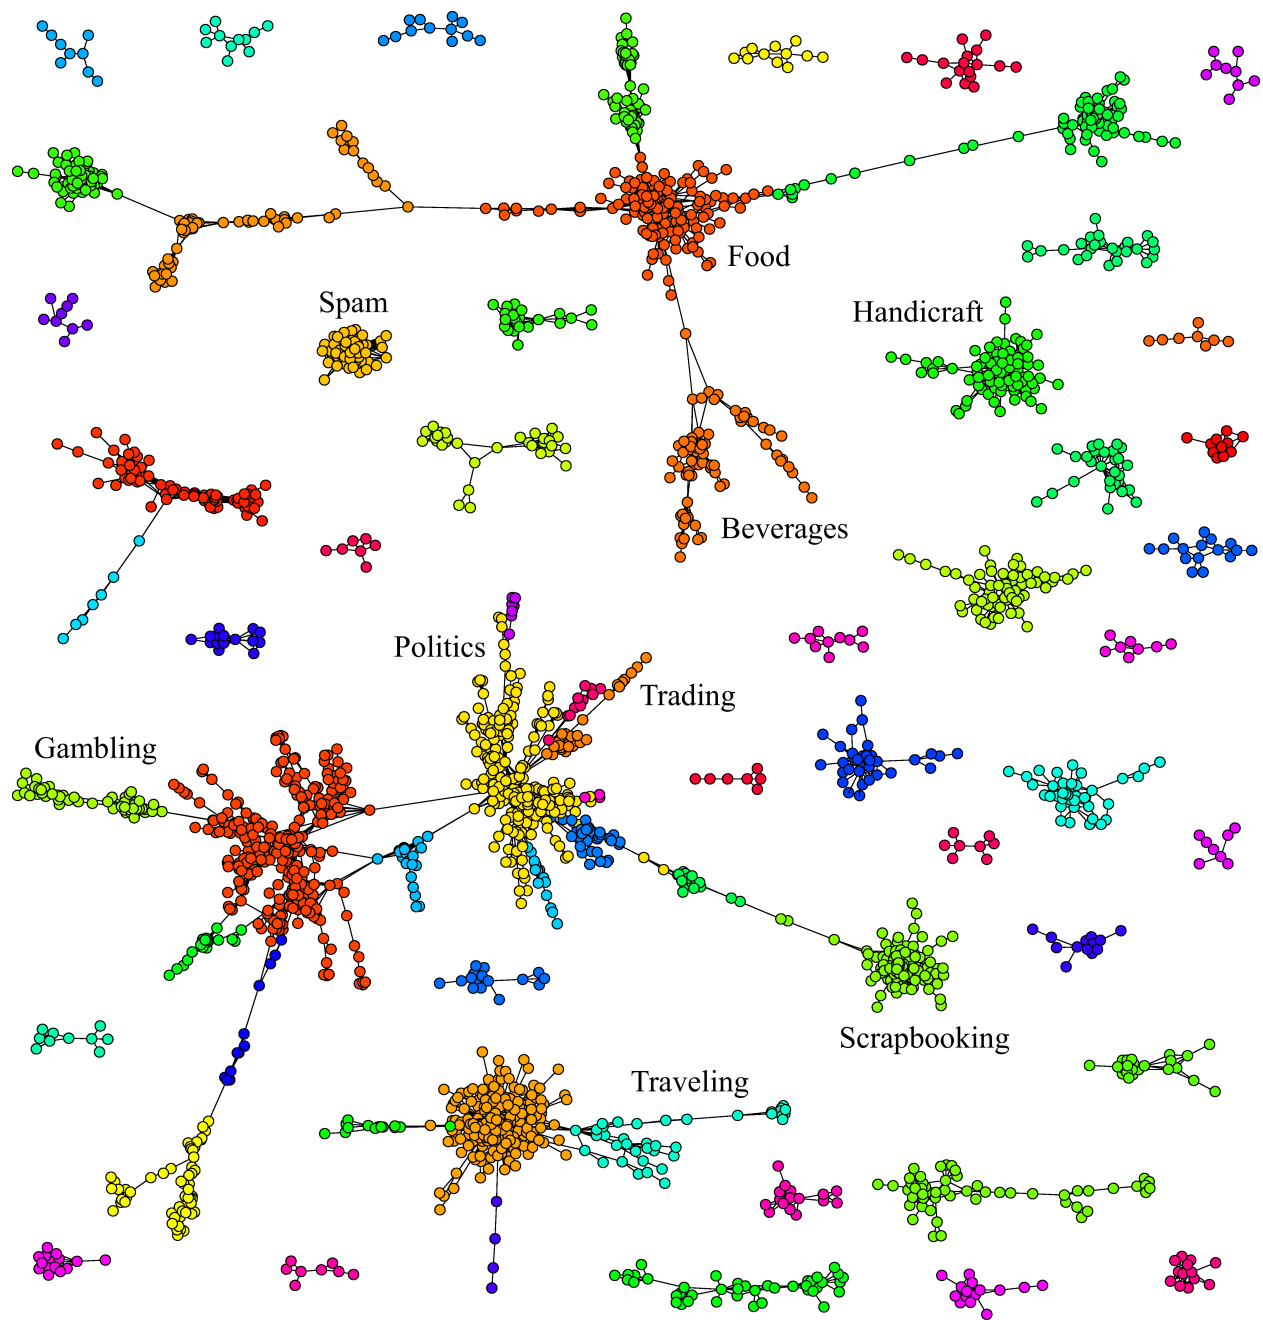 Food
Spam
Handicraft
Beverages
Politics
Trading
Gambling
Scrapbooking
Traveling